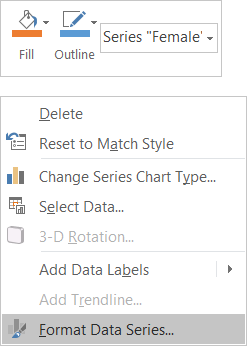 Fill
Outline
Series "Female"
Delete
Reset to Match Style
Change Series Chart Type...
Select Data...
3-D Rotation...
Add Data Labels
Add Trendline...
Format Data Series...